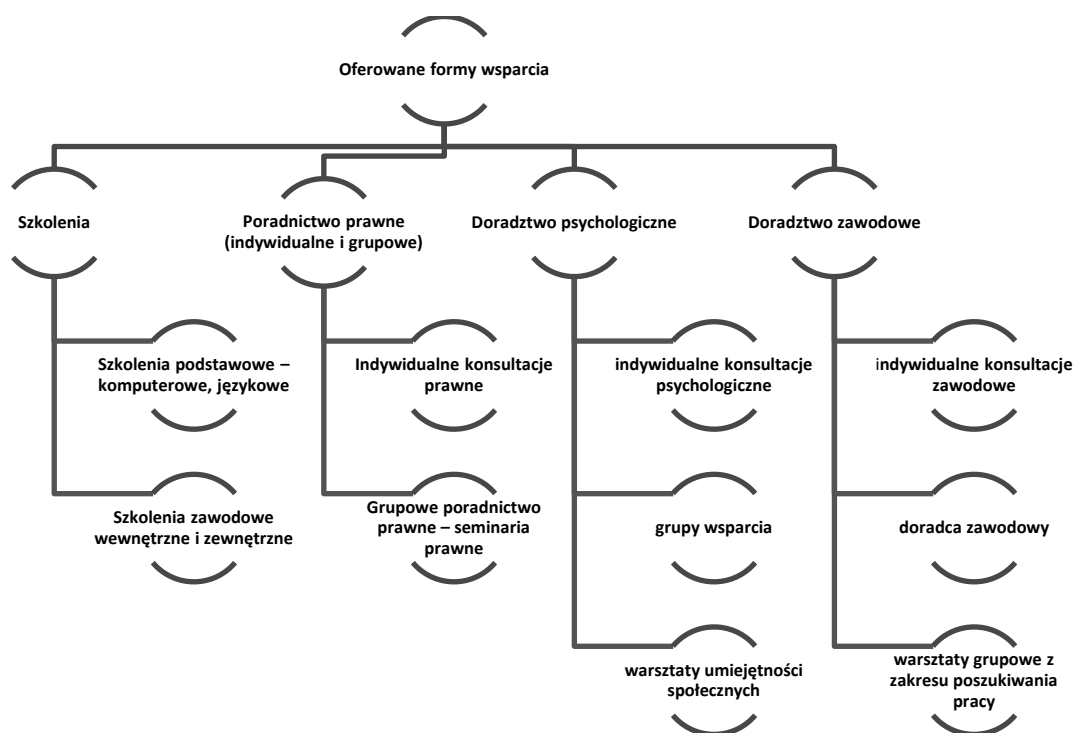 Oferowane formy wsparcia
Szkolenia
Poradnictwo prawne
(indywidualne i grupowe)
Doradztwo psychologiczne
Doradztwo zawodowe
Szkolenia podstawowe –
komputerowe, językowe
Indywidualne konsultacje
prawne
indywidualne konsultacje
psychologiczne
indywidualne konsultacje
zawodowe
Szkolenia zawodowe
wewnętrzne i zewnętrzne
Grupowe poradnictwo
prawne – seminaria
prawne
grupy wsparcia
doradca zawodowy
warsztaty umiejętności
społecznych
warsztaty grupowe z
zakresu poszukiwania
pracy